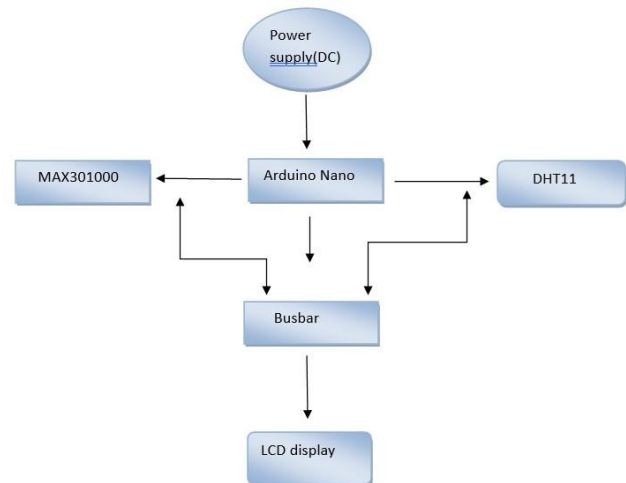 Power
supply(DC)
MAX301000
Arduino Nano
DHT11
Busbar
LCD display